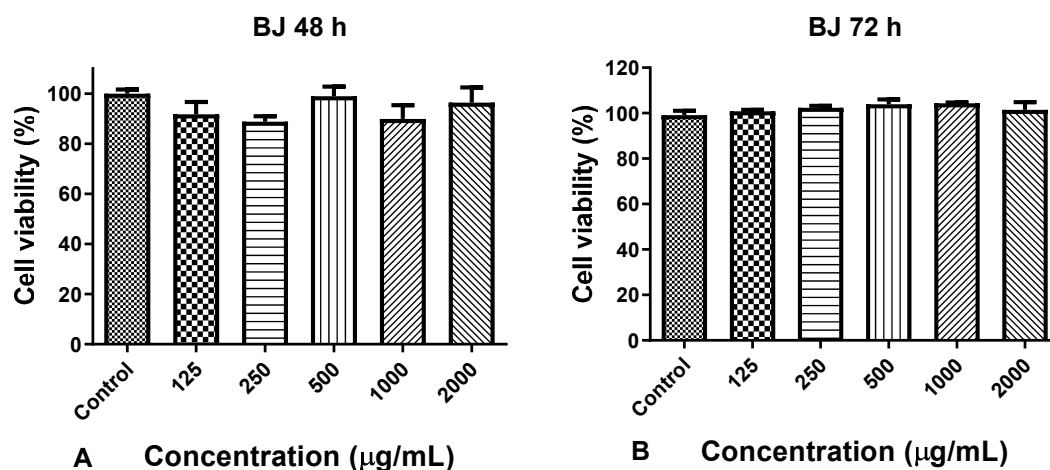 BJ 48 h
Cell viability (%)
100
80
60
40
20
0
Control
125
250
500
1000
2000
A
Concentration (μg/mL)
BJ 72 h
Cell viability (%)
120
100
80
60
40
20
0
Control
125
250
500
1000
2000
B
Concentration (μg/mL)